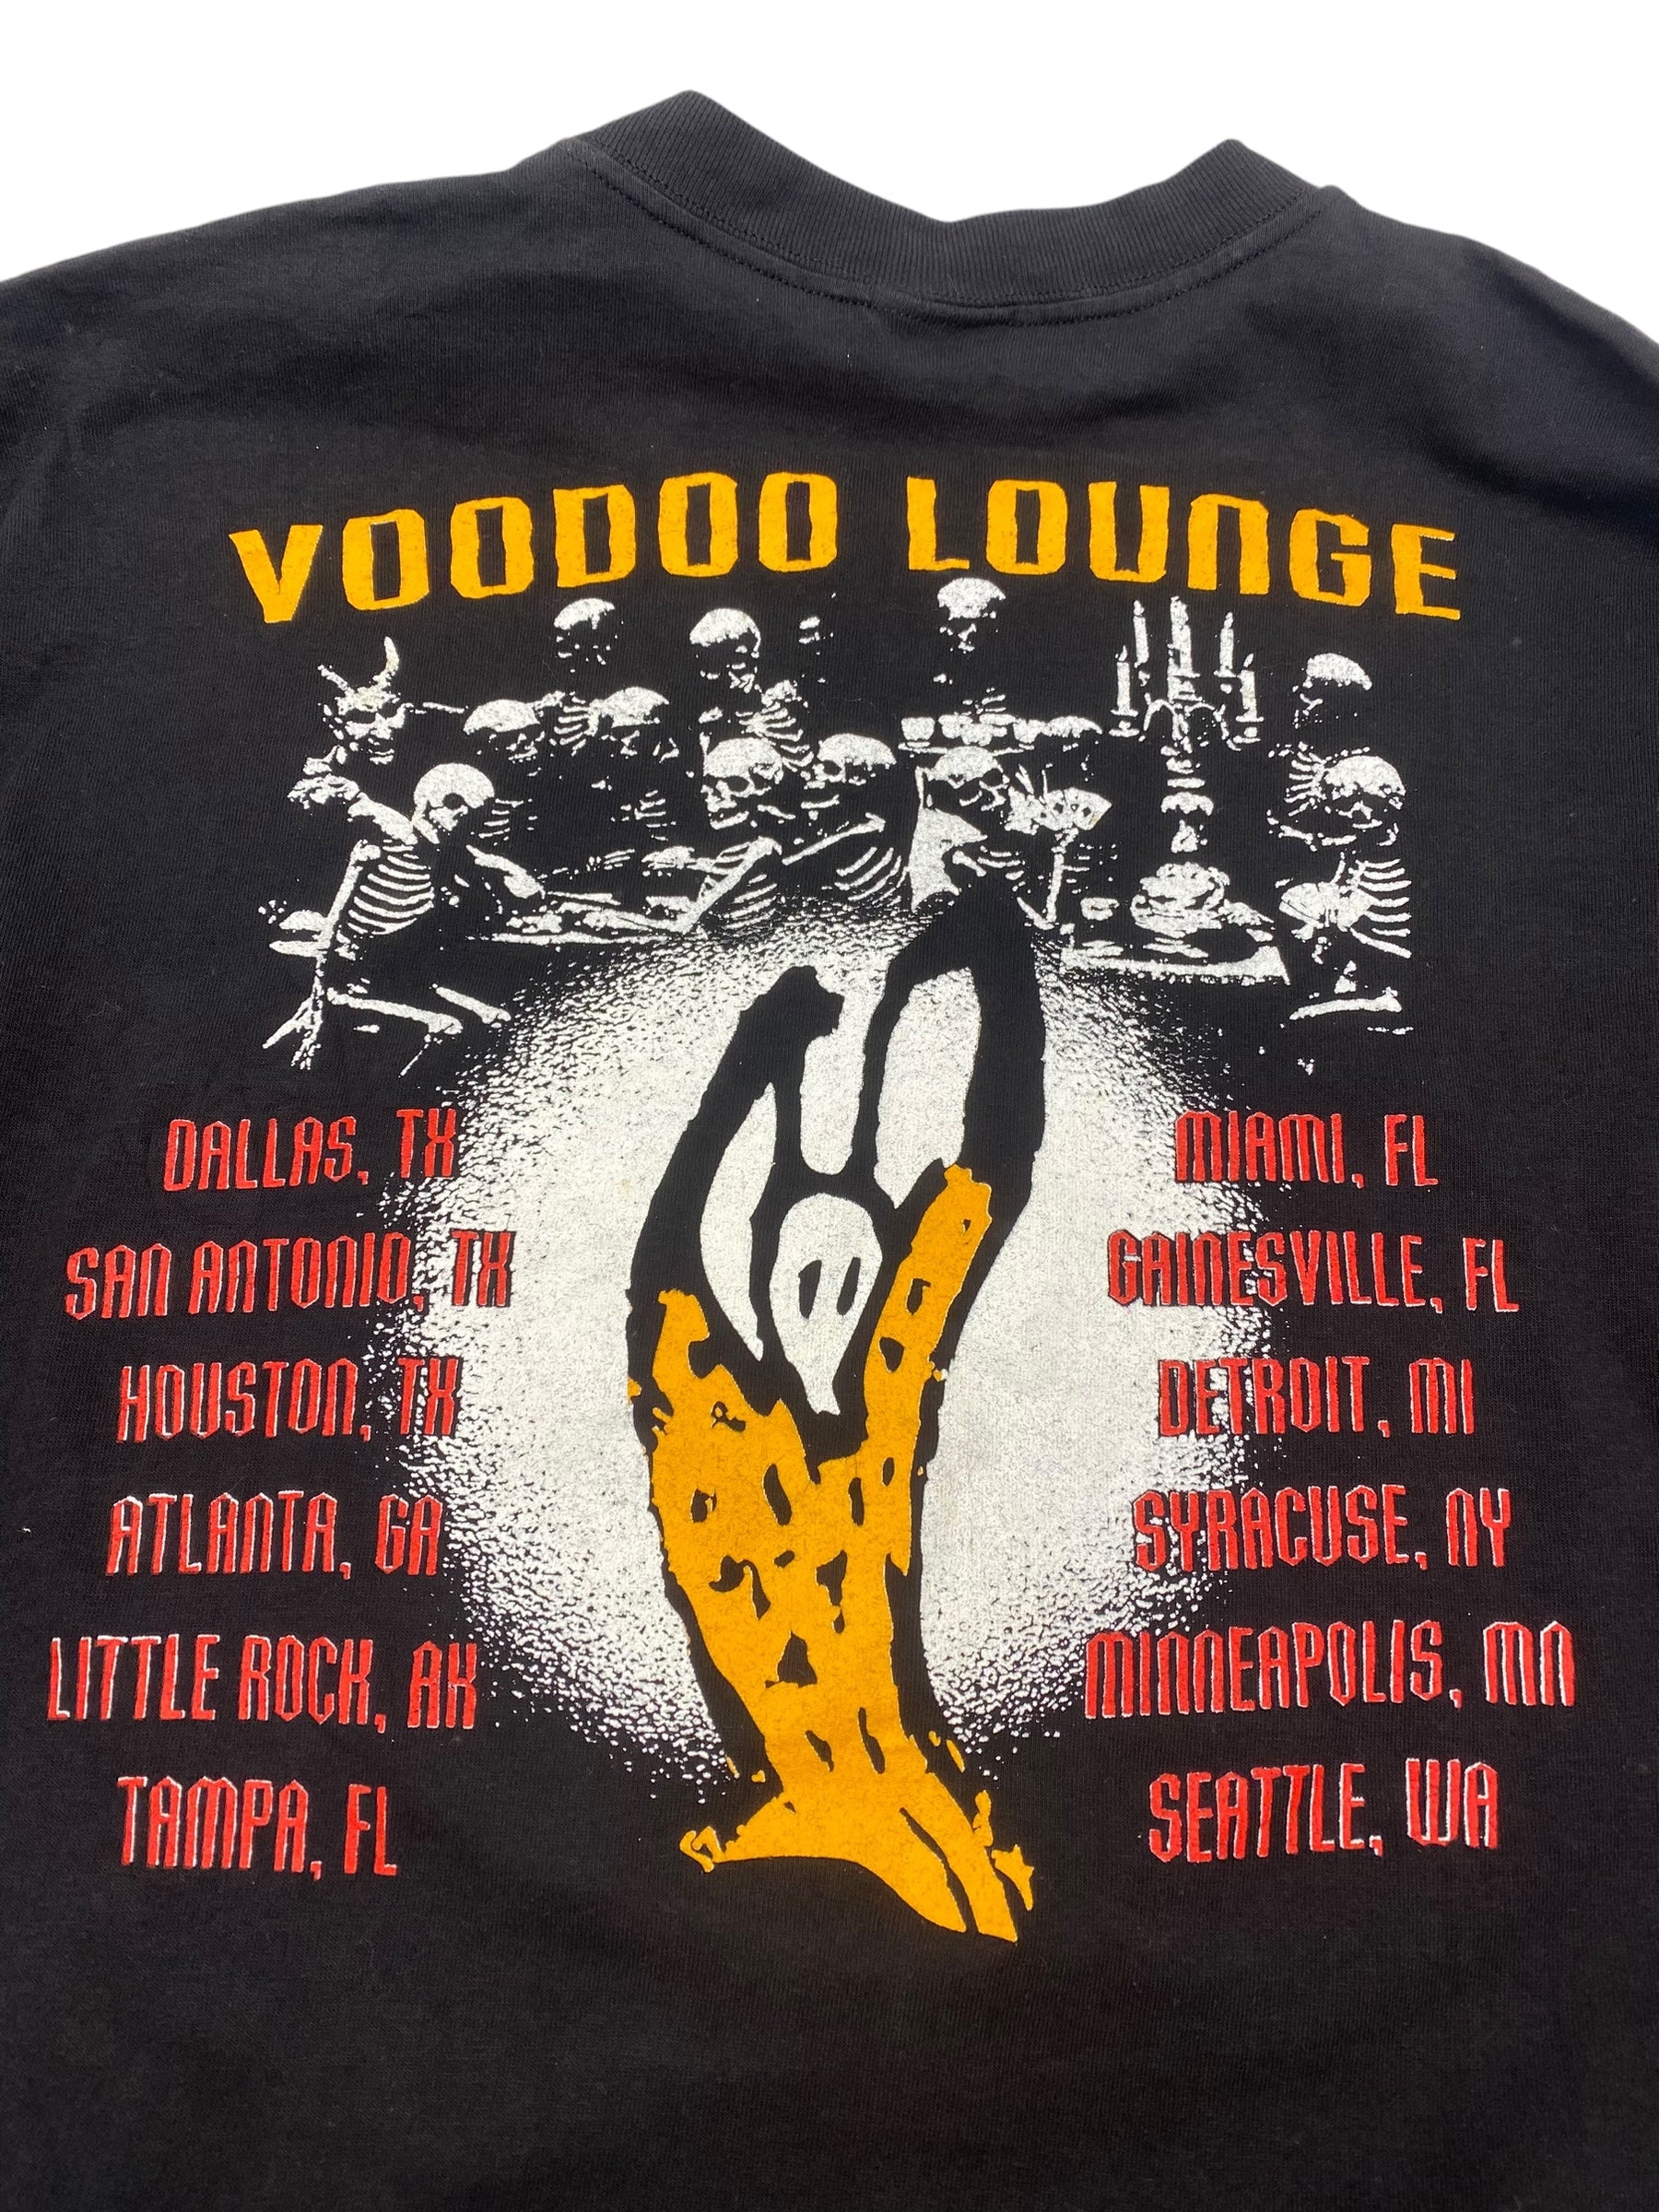 VOODOO LOUNGE
DALLAS, TX
SAN ANTONIO, TX
HOUSTON, TX
ATLANTA, GA
LITTLE ROCK, AK
TAMPA, FL
MIAMI, FL
GAINESVILLE, FL
DETROIT, MI
SYRACUSE, NY
MINNEAPOLIS, MN
SEATTLE, WA